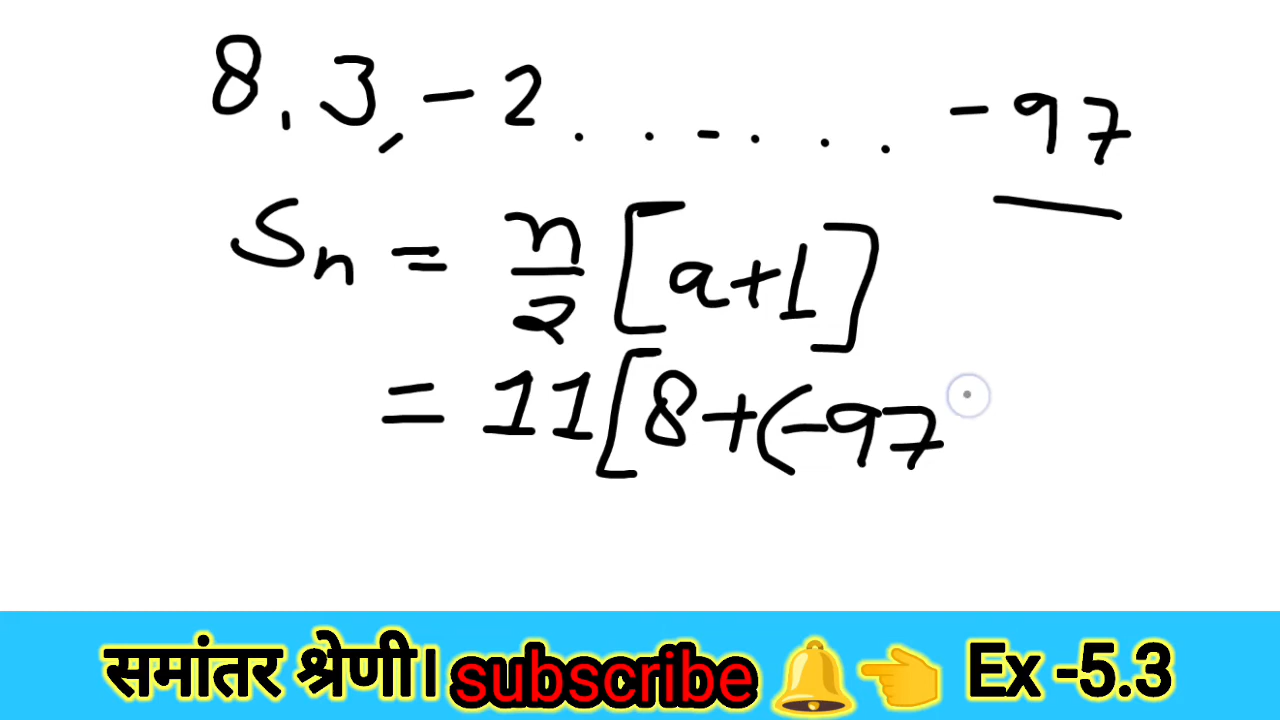 8, 3, -2 . . - . . . -97
Sn = n/2 [a+l]
= 11[8+(-97
समांतर श्रेणी। subscribe Ex -5.3